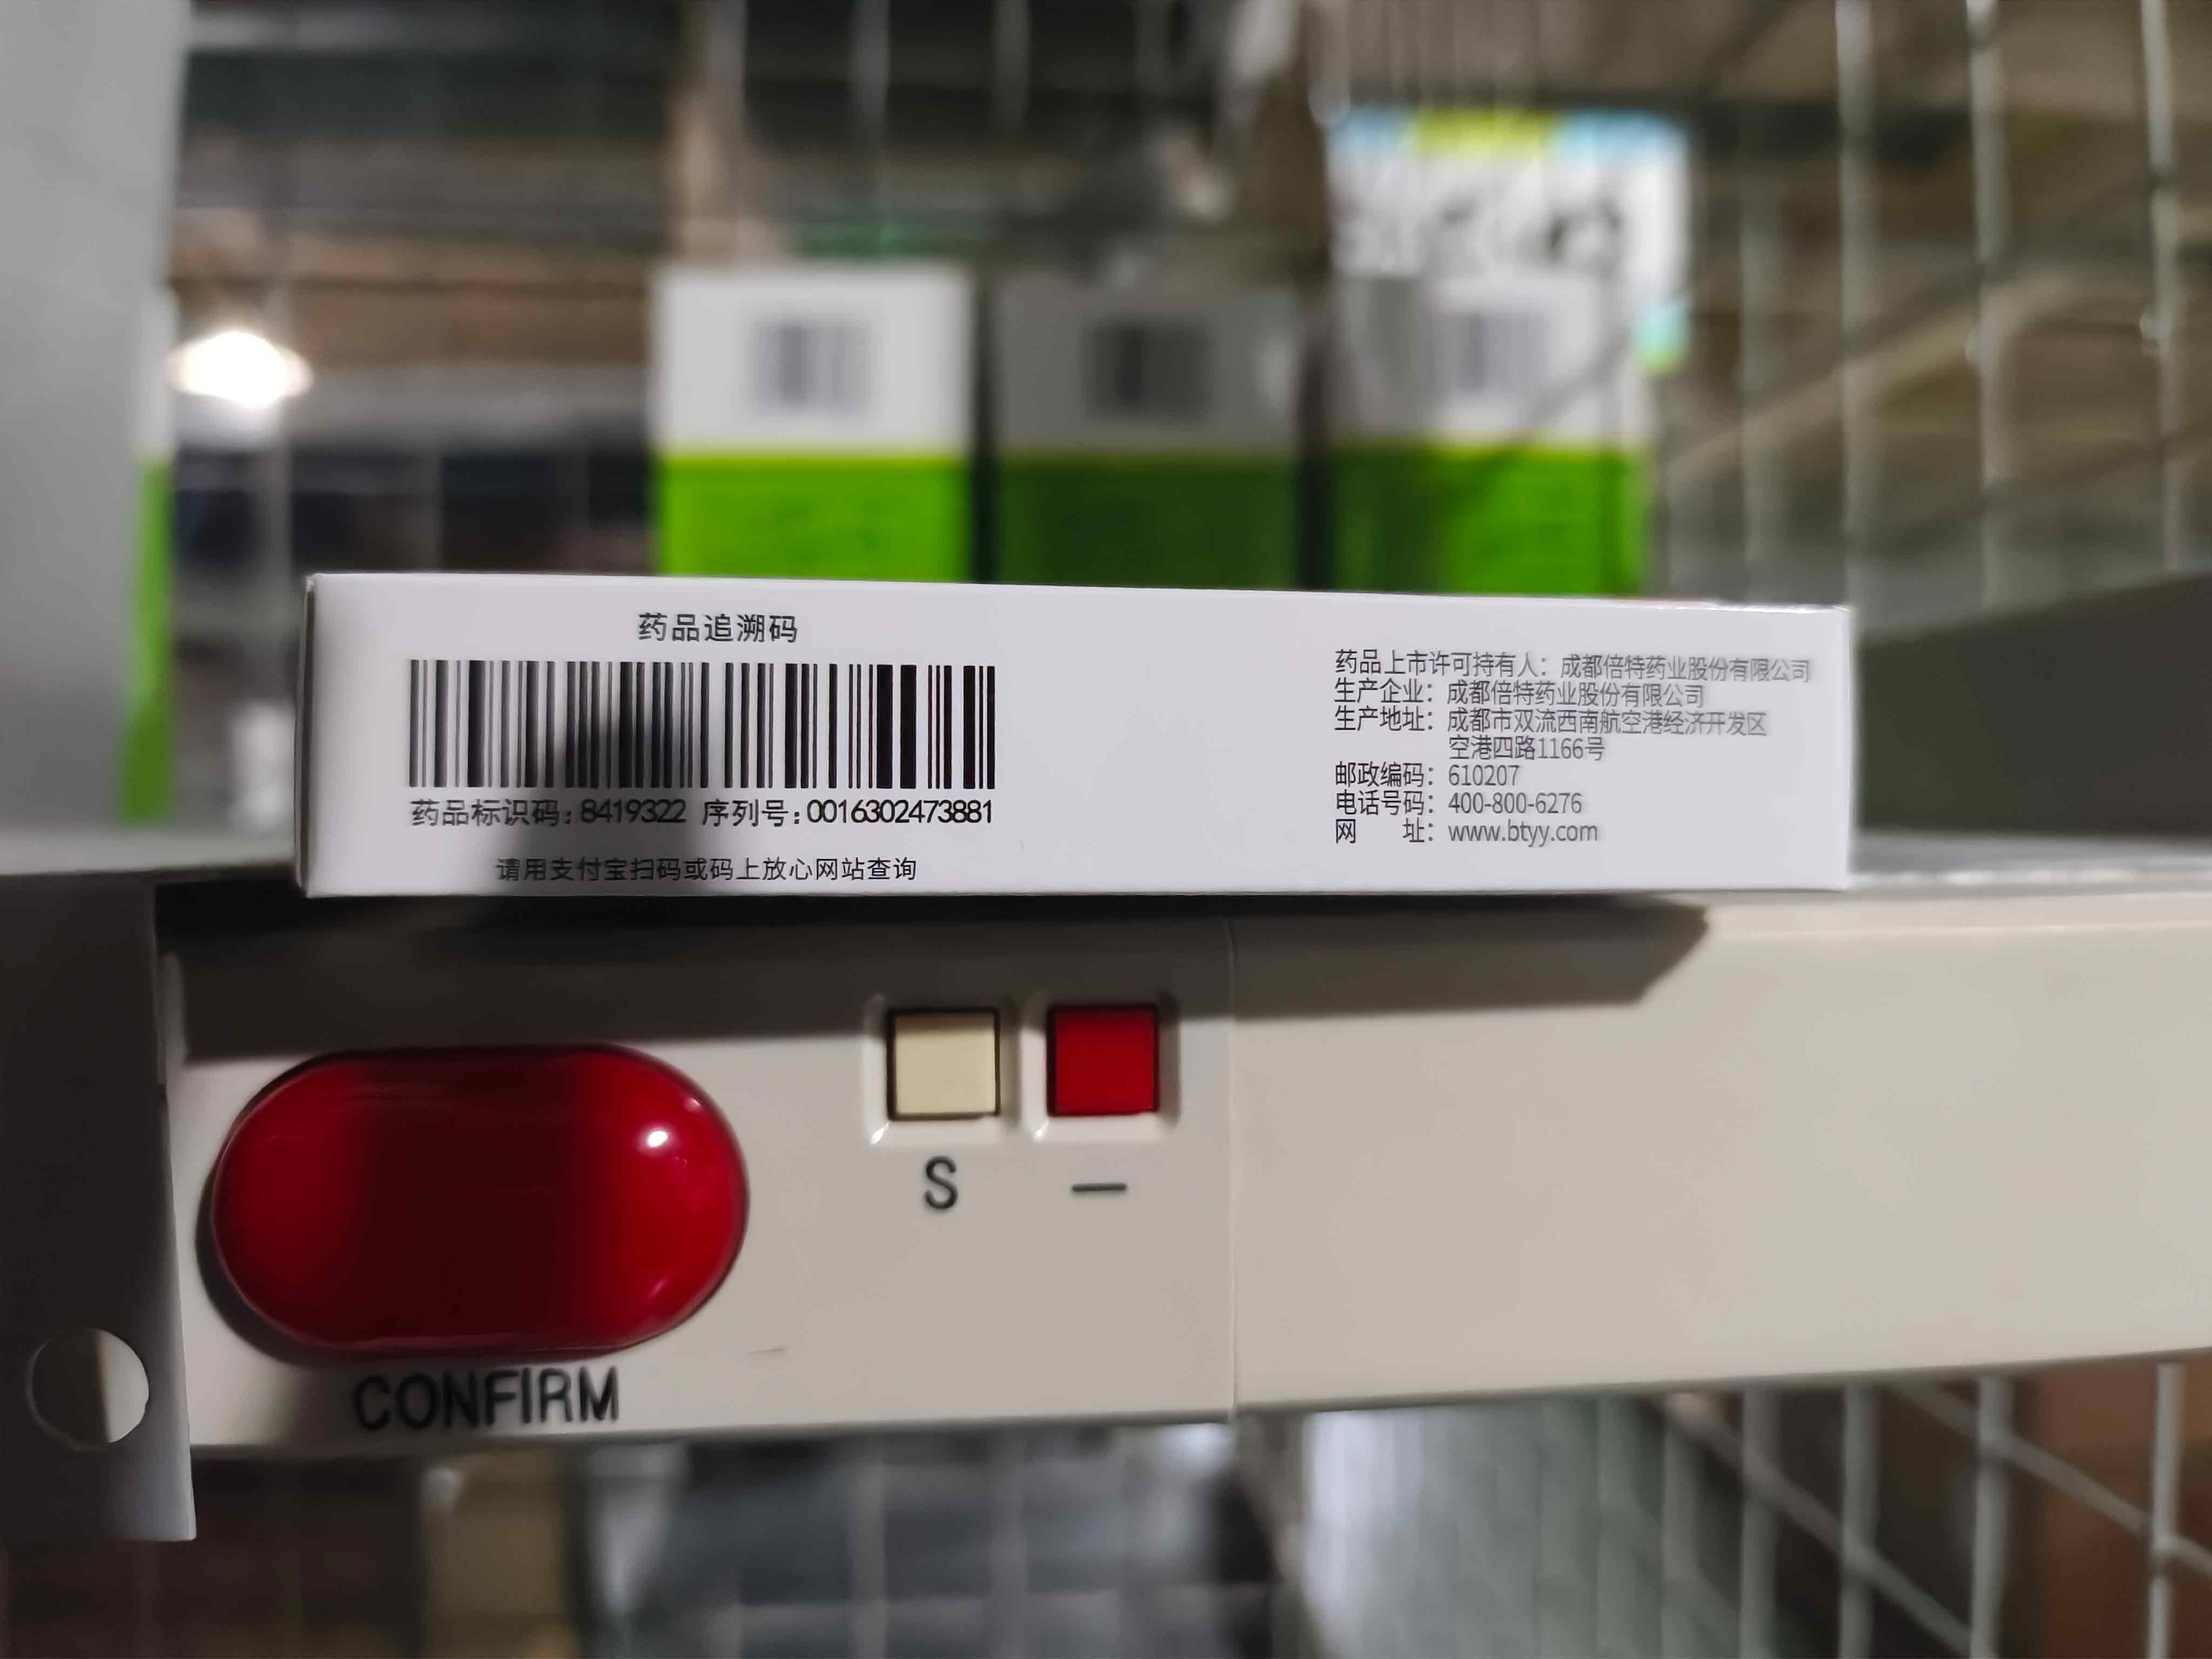 药品追溯码
药品标识码：8419322 序列号：0016302473881
请用支付宝扫码或码上放心网站查询
药品上市许可持有人：成都倍特药业股份有限公司
生产企业：成都倍特药业股份有限公司
生产地址：成都市双流西南航空港经济开发区
空港四路1166号
邮政编码：610207
电话号码：400-800-6276
网 址：www.btyy.com
S —
CONFIRM